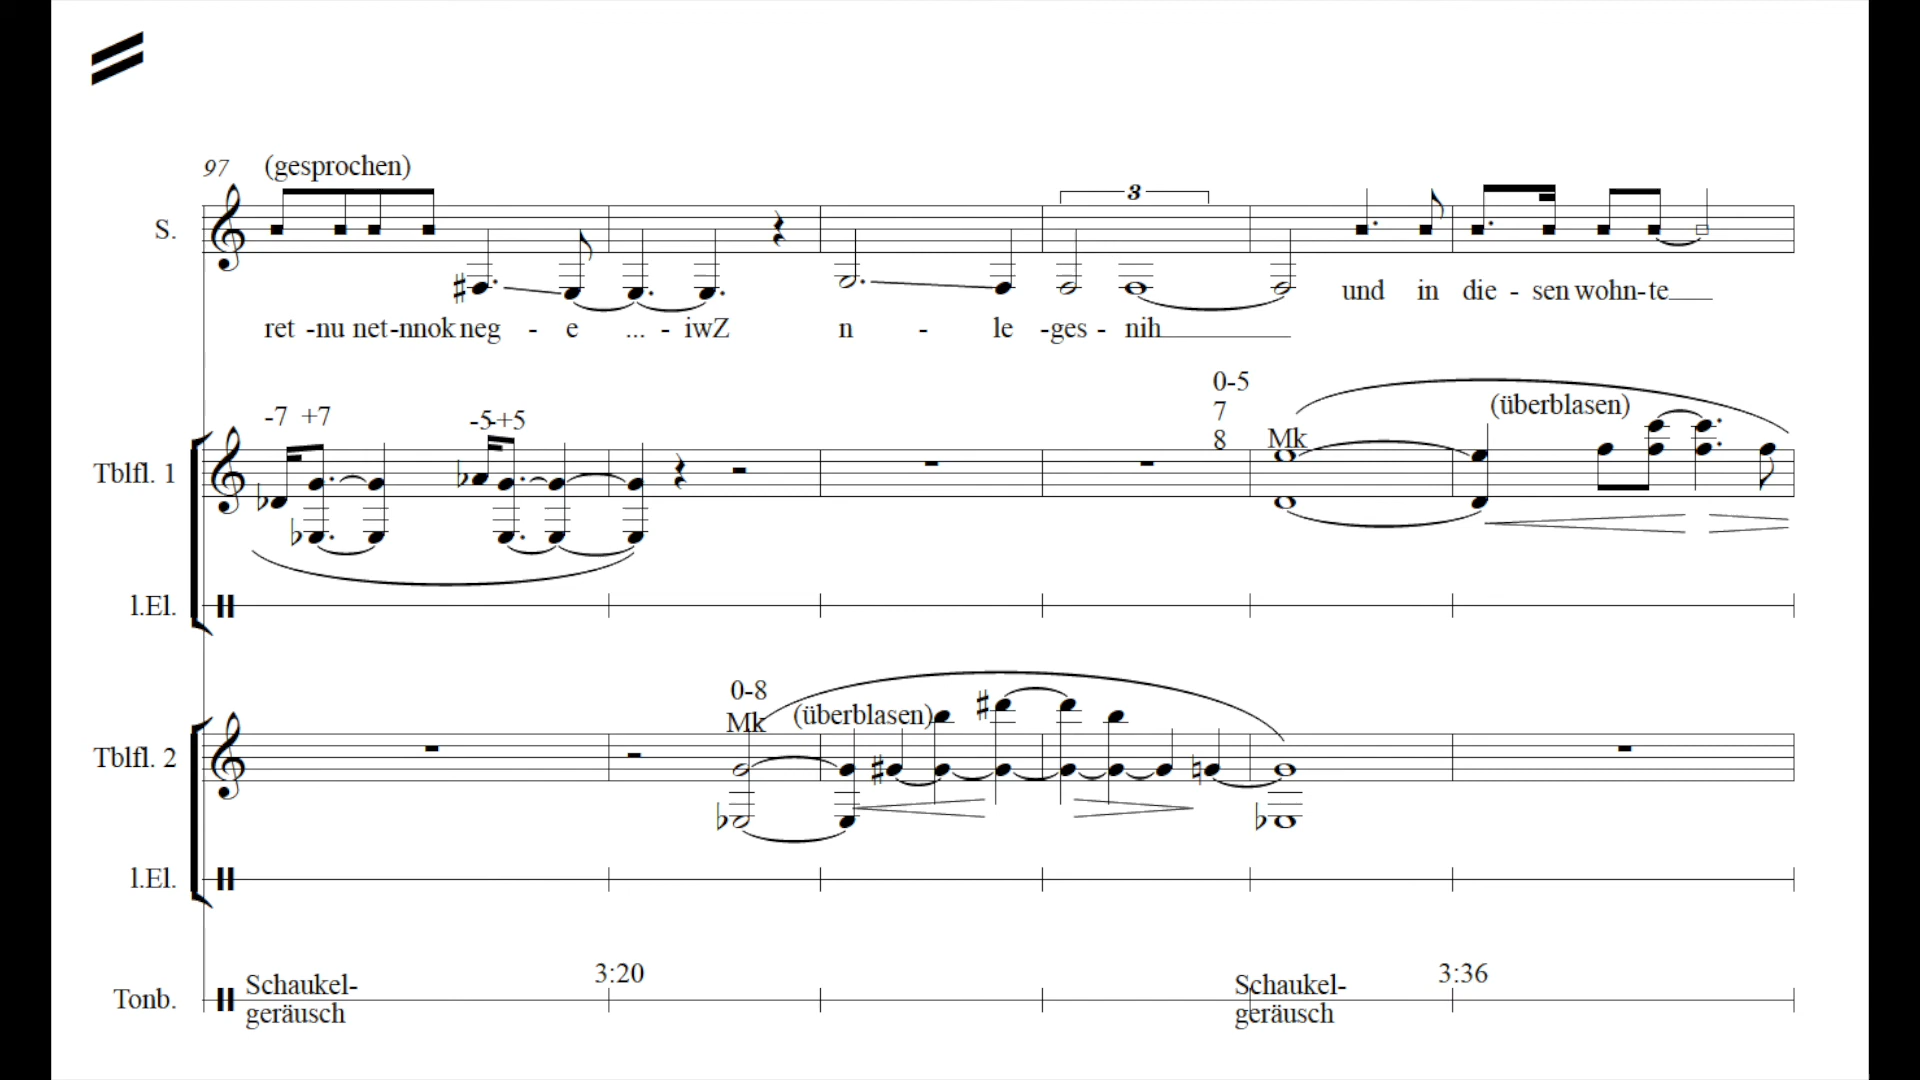 97 (gesprochen)
3
S.
und in die - sen wohn-te
ret -nu net-nnok neg - e ... - iwZ n - le -ges - nih
0-5
7
8
Mk
(überblasen)
-7 +7 -5-+5
Tblfl. 1
l.El.
0-8
Mk
(überblasen)
Tblfl. 2
l.El.
3:20 3:36
Tonb.
Schaukel-
geräusch
Schaukel-
geräusch